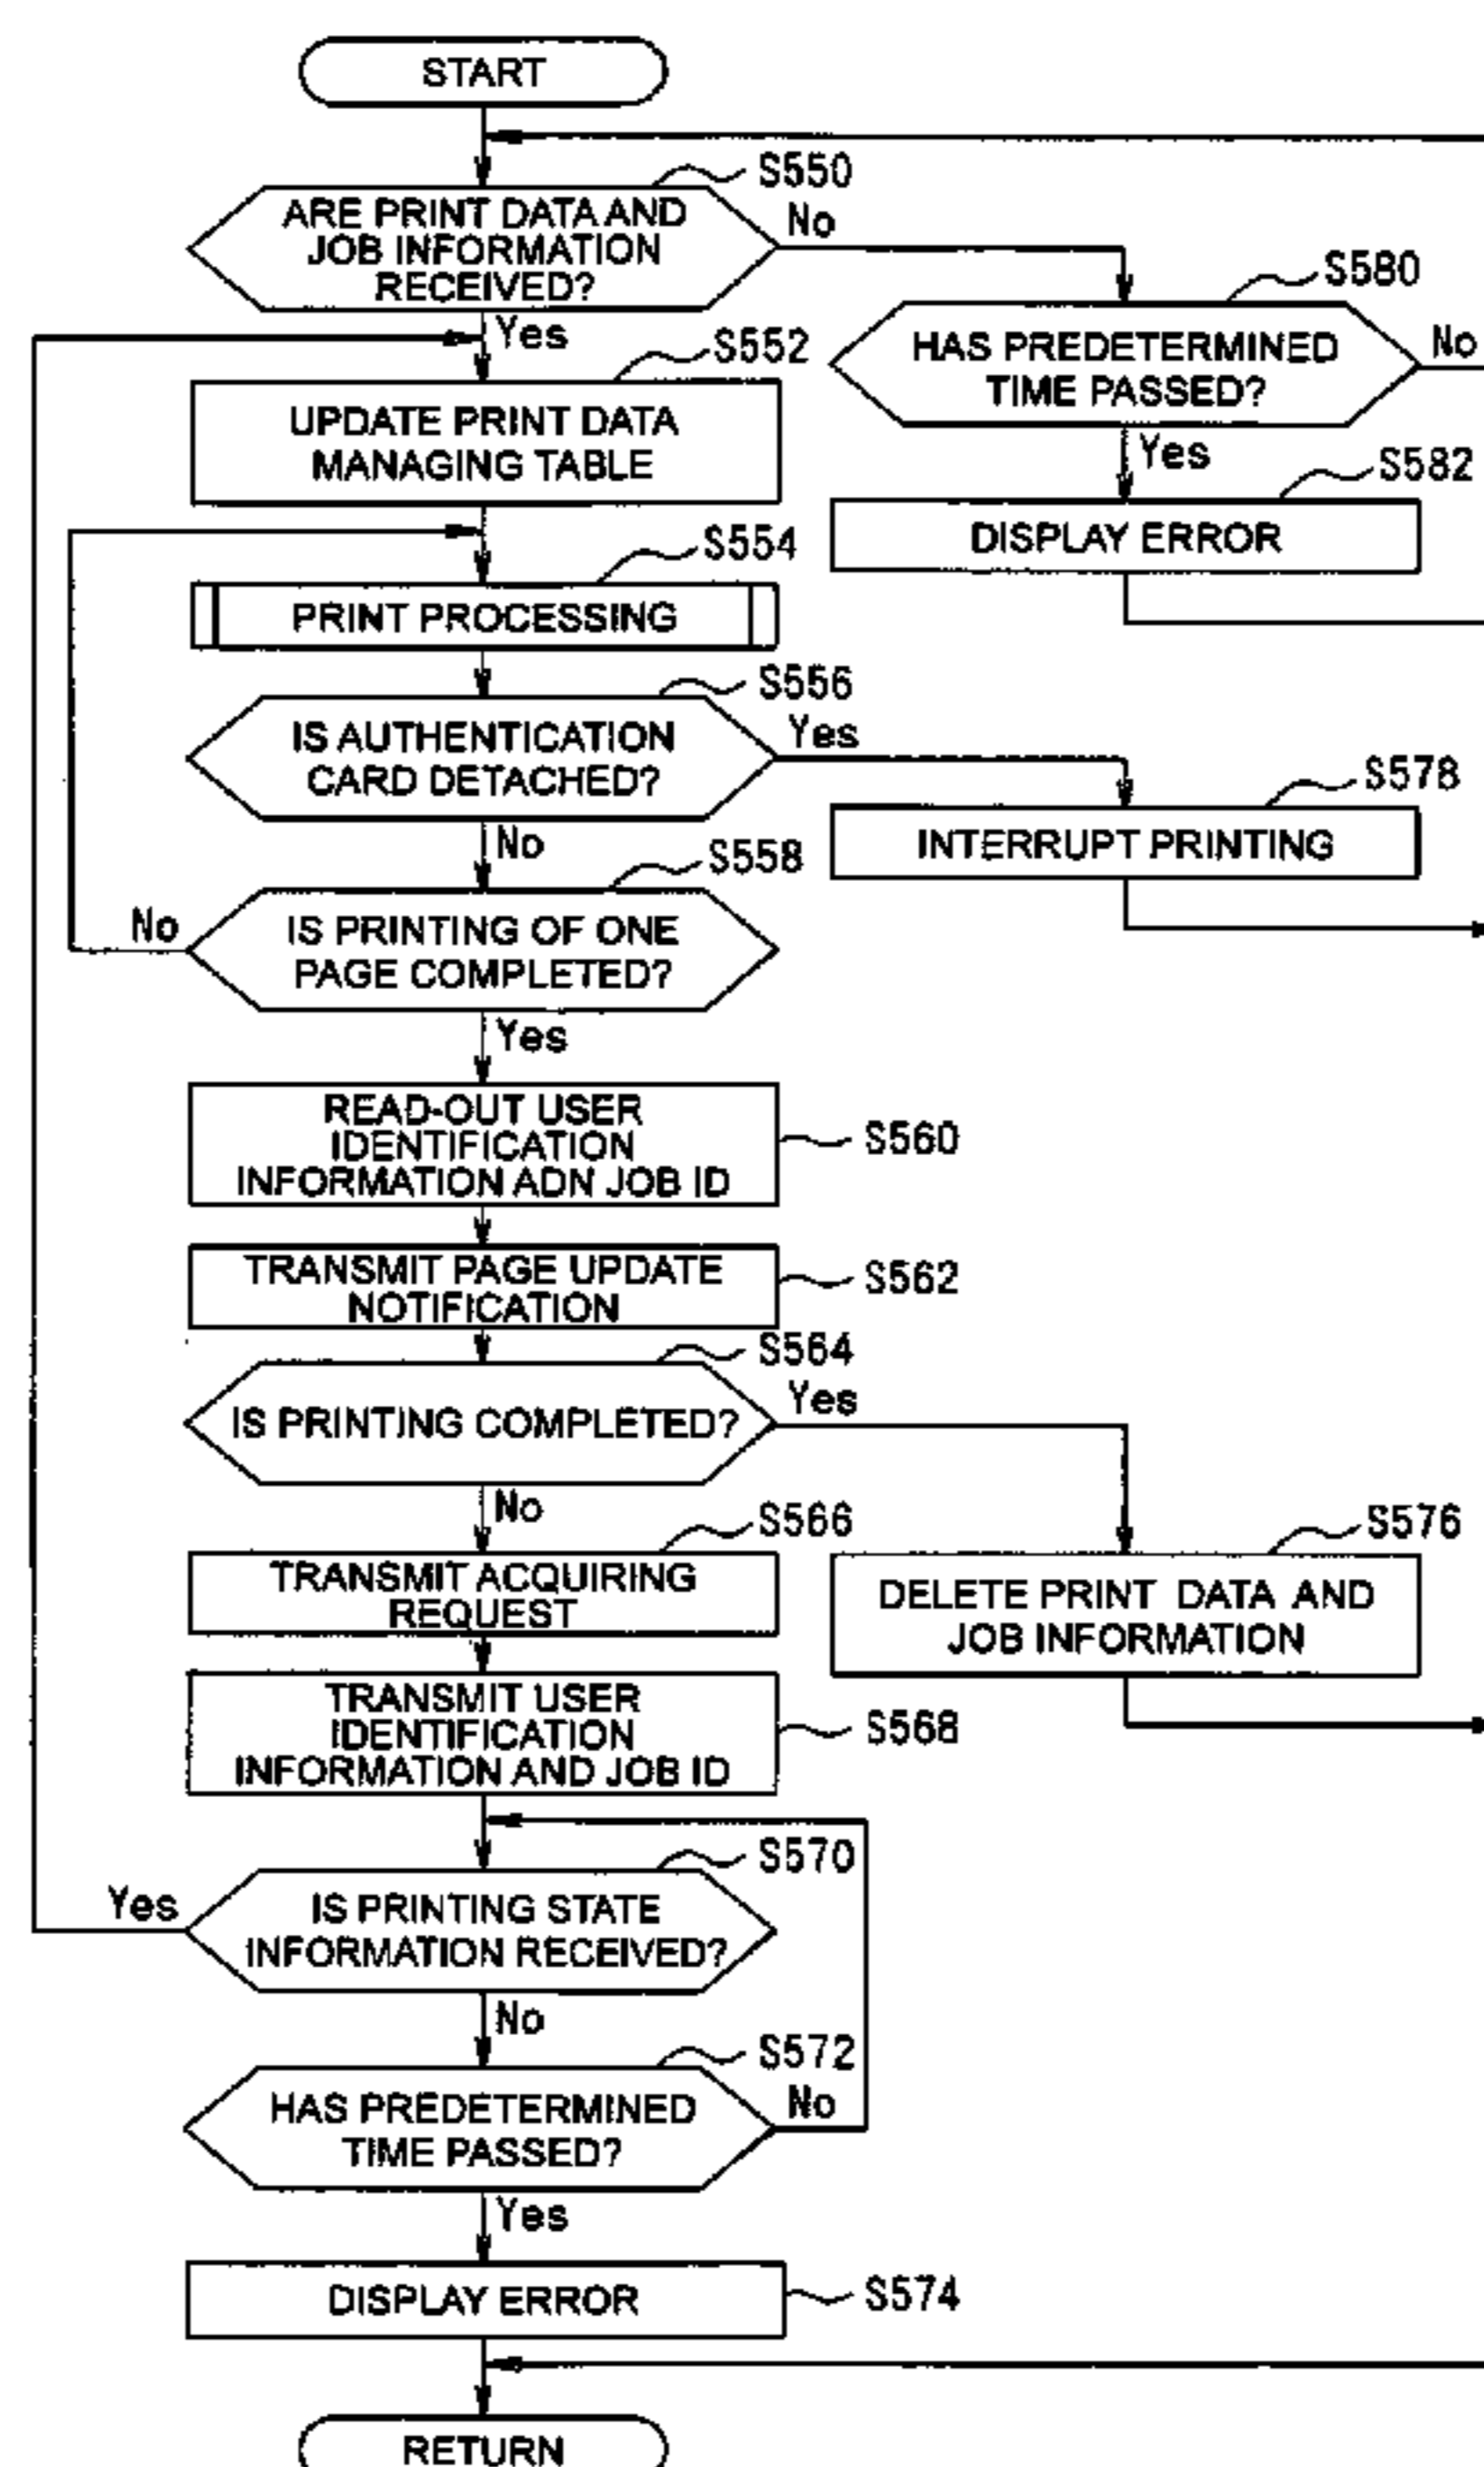 START
S550
ARE PRINT DATA AND
JOB INFORMATION
RECEIVED?
No
Yes
S580
HAS PREDETERMINED
TIME PASSED?
No
Yes
S552
UPDATE PRINT DATA
MANAGING TABLE
S582
DISPLAY ERROR
S554
PRINT PROCESSING
S556
IS AUTHENTICATION
CARD DETACHED?
Yes
No
S578
INTERRUPT PRINTING
S558
IS PRINTING OF ONE
PAGE COMPLETED?
No
Yes
READ-OUT USER
IDENTIFICATION
INFORMATION ADN JOB ID
S560
TRANSMIT PAGE UPDATE
NOTIFICATION
S562
S564
IS PRINTING COMPLETED?
Yes
No
S566
TRANSMIT ACQUIRING
REQUEST
S576
DELETE PRINT DATA AND
JOB INFORMATION
TRANSMIT USER
IDENTIFICATION
INFORMATION AND JOB ID
S568
S570
IS PRINTING STATE
INFORMATION RECEIVED?
Yes
No
S572
HAS PREDETERMINED
TIME PASSED?
No
Yes
DISPLAY ERROR
S574
RETURN